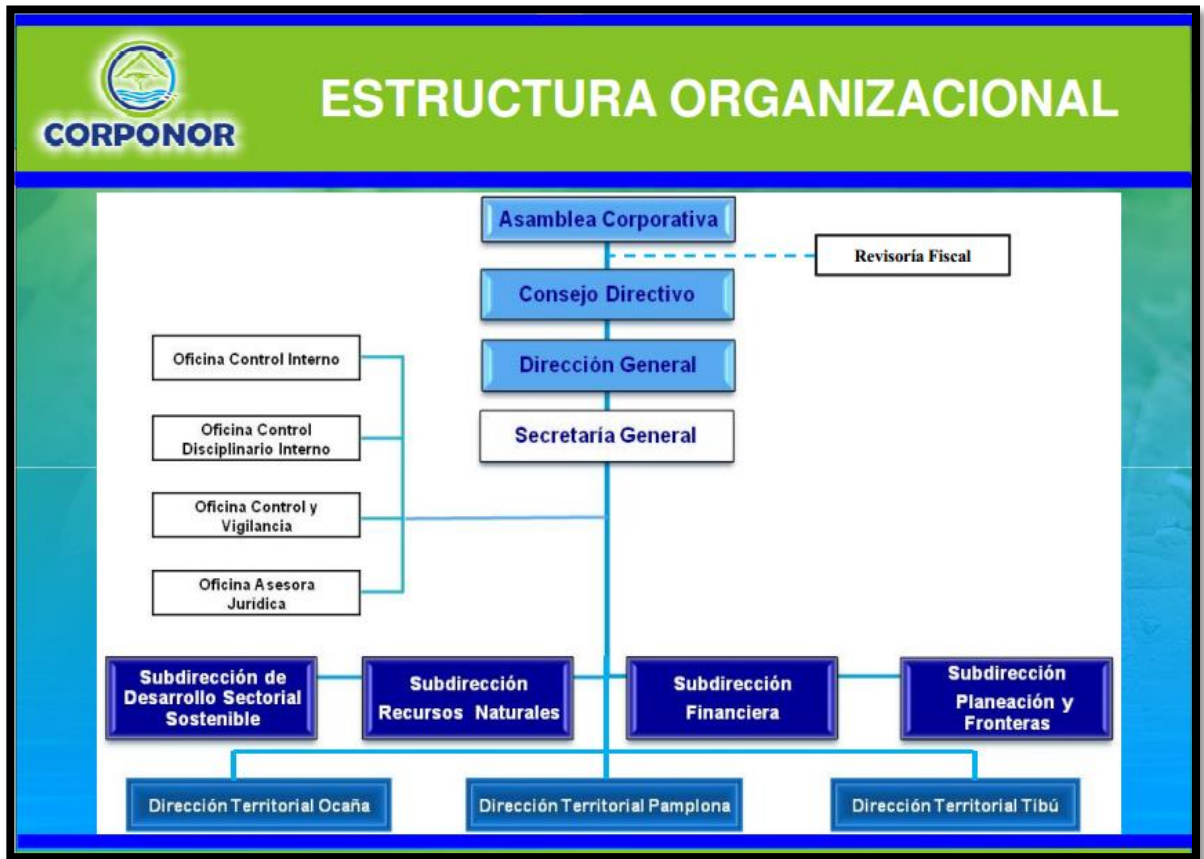 CORPONOR
ESTRUCTURA ORGANIZACIONAL
Asamblea Corporativa
Revisoría Fiscal
Consejo Directivo
Dirección General
Secretaría General
Oficina Control Interno
Oficina Control
Disciplinario Interno
Oficina Control y
Vigilancia
Oficina Asesora
Jurídica
Subdirección de
Desarrollo Sectorial
Sostenible
Subdirección
Recursos Naturales
Subdirección
Financiera
Subdirección
Planeación y
Fronteras
Dirección Territorial Ocaña
Dirección Territorial Pamplona
Dirección Territorial Tibú